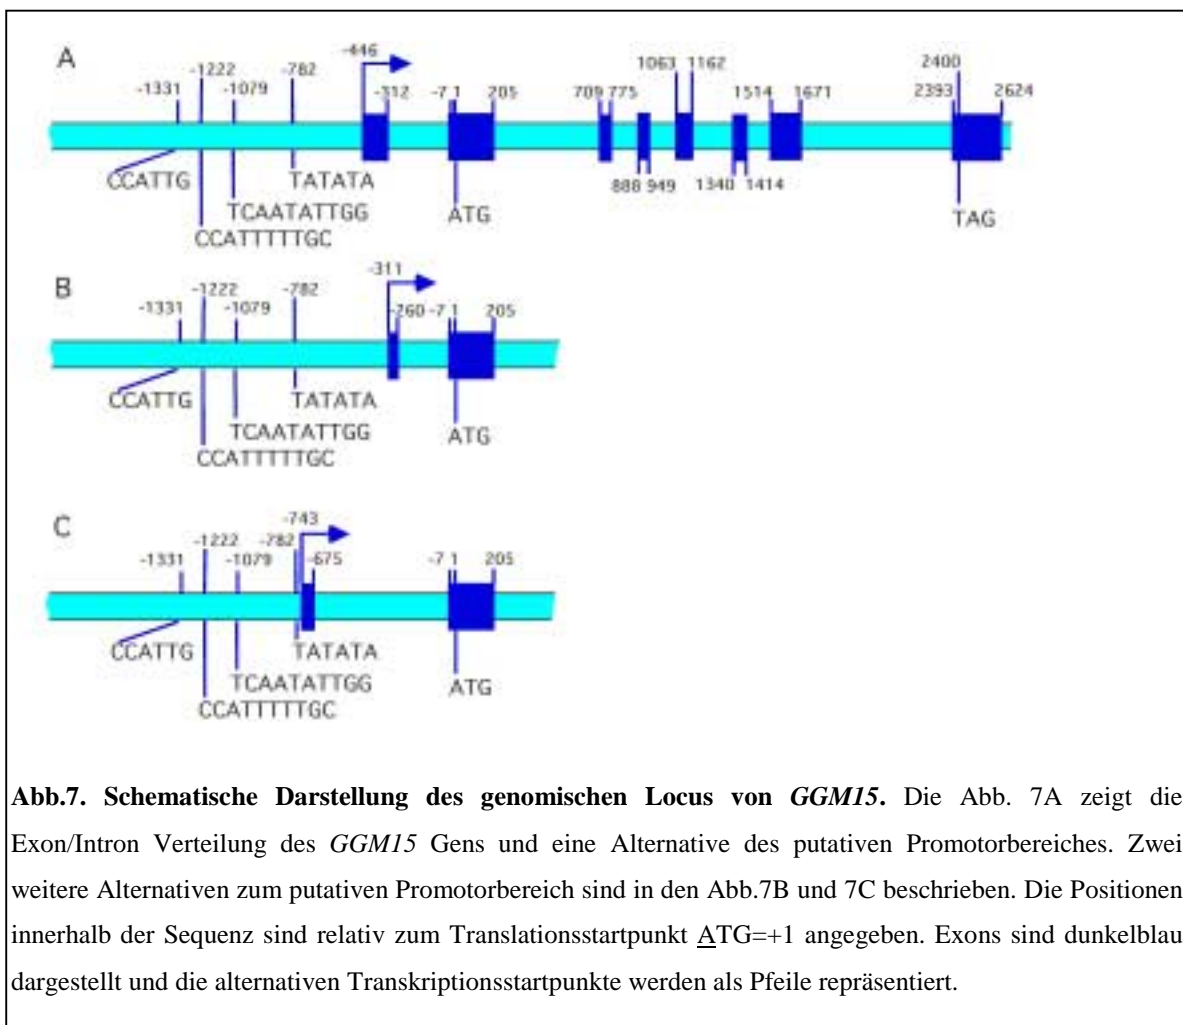 A
-446
1063 1162
2400
-1222
-782
-1331
-1079
-312
-7 1
205
709 775
1514
1671
2393
2624
CCATTG
TATATA
888 949
1340 1414
TCAATATTGG
ATG
TAG
CCATTTTTGC
B
-311
-1222
-782
-1331
-1079
-260
-7 1
205
CCATTG
TATATA
TCAATATTGG
ATG
CCATTTTTGC
C
-743
-1222
-782
-1331
-1079
-675
-7 1
205
CCATTG
TATATA
TCAATATTGG
ATG
CCATTTTTGC
Abb.7. Schematische Darstellung des genomischen Locus von GGM15. Die Abb. 7A zeigt die
Exon/Intron Verteilung des GGM15 Gens und eine Alternative des putativen Promotorbereiches. Zwei
weitere Alternativen zum putativen Promotorbereich sind in den Abb.7B und 7C beschrieben. Die Positionen
innerhalb der Sequenz sind relativ zum Translationsstartpunkt ATG=+1 angegeben. Exons sind dunkelblau
dargestellt und die alternativen Transkriptionsstartpunkte werden als Pfeile repräsentiert.